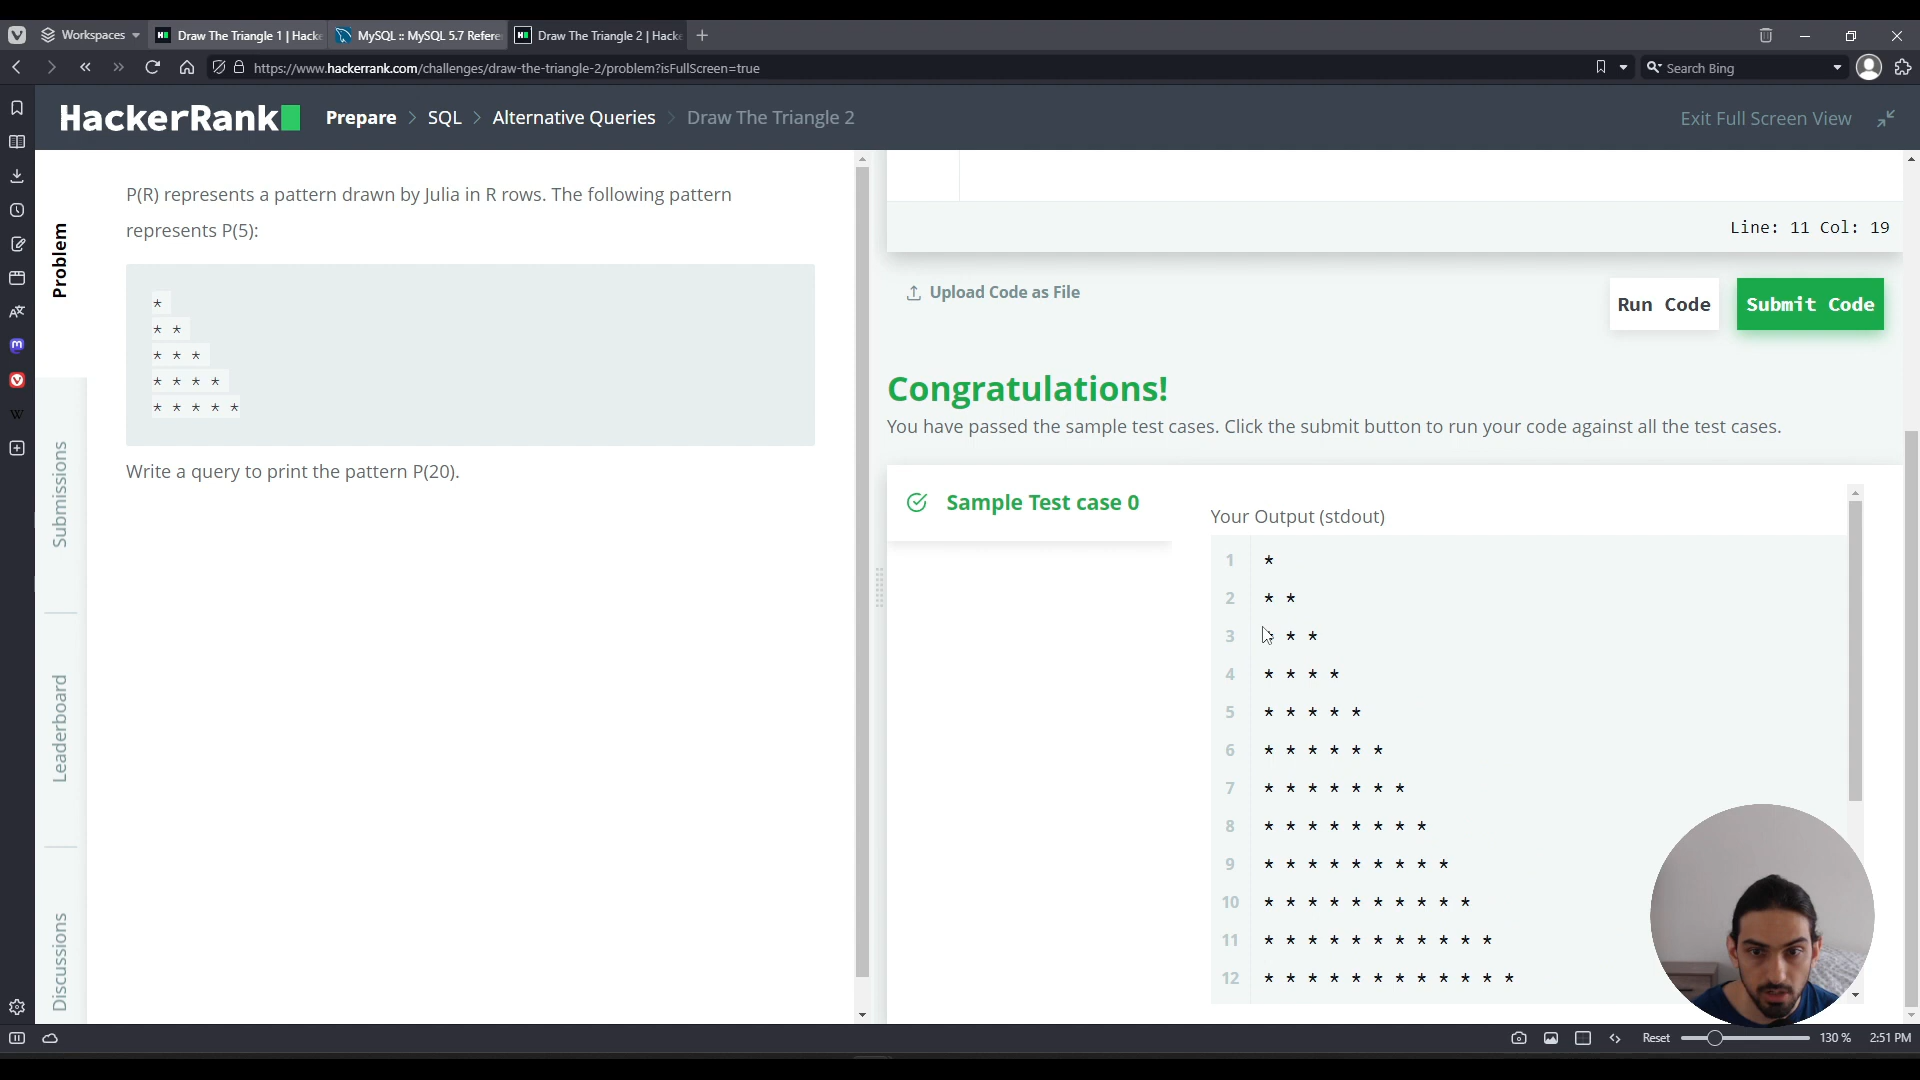 Workspaces
Draw The Triangle 1 | Hacke
MySQL :: MySQL 5.7 Refere
Draw The Triangle 2 | Hacke
https://www.hackerrank.com/challenges/draw-the-triangle-2/problem?isFullScreen=true
Search Bing
HackerRank
Prepare > SQL > Alternative Queries > Draw The Triangle 2
Exit Full Screen View
Problem
Submissions
Leaderboard
Discussions
P(R) represents a pattern drawn by Julia in R rows. The following pattern
represents P(5):
*
* *
* * *
* * * *
* * * * *
Write a query to print the pattern P(20).
Line: 11 Col: 19
Upload Code as File
Run Code
Submit Code
Congratulations!
You have passed the sample test cases. Click the submit button to run your code against all the test cases.
Sample Test case 0
Your Output (stdout)
1 *
2 * *
3 * * *
4 * * * *
5 * * * * *
6 * * * * * *
7 * * * * * * *
8 * * * * * * * *
9 * * * * * * * * *
10 * * * * * * * * * *
11 * * * * * * * * * * *
12 * * * * * * * * * * * *
Reset
130 %
2:51 PM